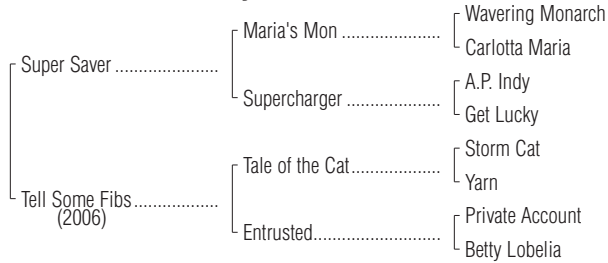 Wavering Monarch
Maria's Mon .....................
Carlotta Maria
Super Saver .....................
A.P. Indy
Supercharger ....................
Get Lucky
Storm Cat
Tale of the Cat....................
Yarn
Tell Some Fibs.................
(2006)
Private Account
Entrusted..........................
Betty Lobelia